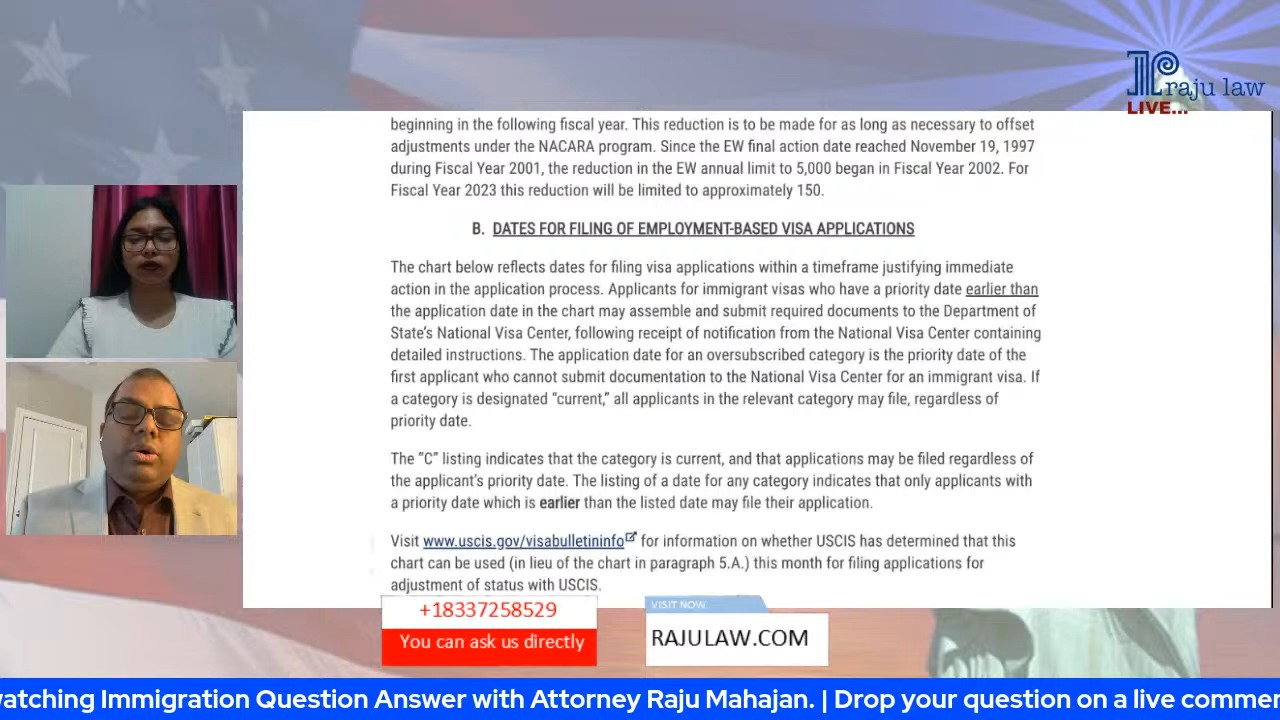 raju law
LIVE...
beginning in the following fiscal year. This reduction is to be made for as long as necessary to offset
adjustments under the NACARA program. Since the EW final action date reached November 19, 1997
during Fiscal Year 2001, the reduction in the EW annual limit to 5,000 began in Fiscal Year 2002. For
Fiscal Year 2023 this reduction will be limited to approximately 150.
B. DATES FOR FILING OF EMPLOYMENT-BASED VISA APPLICATIONS
The chart below reflects dates for filing visa applications within a timeframe justifying immediate
action in the application process. Applicants for immigrant visas who have a priority date earlier than
the application date in the chart may assemble and submit required documents to the Department of
State's National Visa Center, following receipt of notification from the National Visa Center containing
detailed instructions. The application date for an oversubscribed category is the priority date of the
first applicant who cannot submit documentation to the National Visa Center for an immigrant visa. If
a category is designated “current,” all applicants in the relevant category may file, regardless of
priority date.
The “C” listing indicates that the category is current, and that applications may be filed regardless of
the applicant's priority date. The listing of a date for any category indicates that only applicants with
a priority date which is earlier than the listed date may file their application.
Visit www.uscis.gov/visabulletininfo for information on whether USCIS has determined that this
chart can be used (in lieu of the chart in paragraph 5.A.) this month for filing applications for
adjustment of status with USCIS.
+18337258529
You can ask us directly
VISIT NOW
RAJULAW.COM
watching Immigration Question Answer with Attorney Raju Mahajan. | Drop your question on a live commen